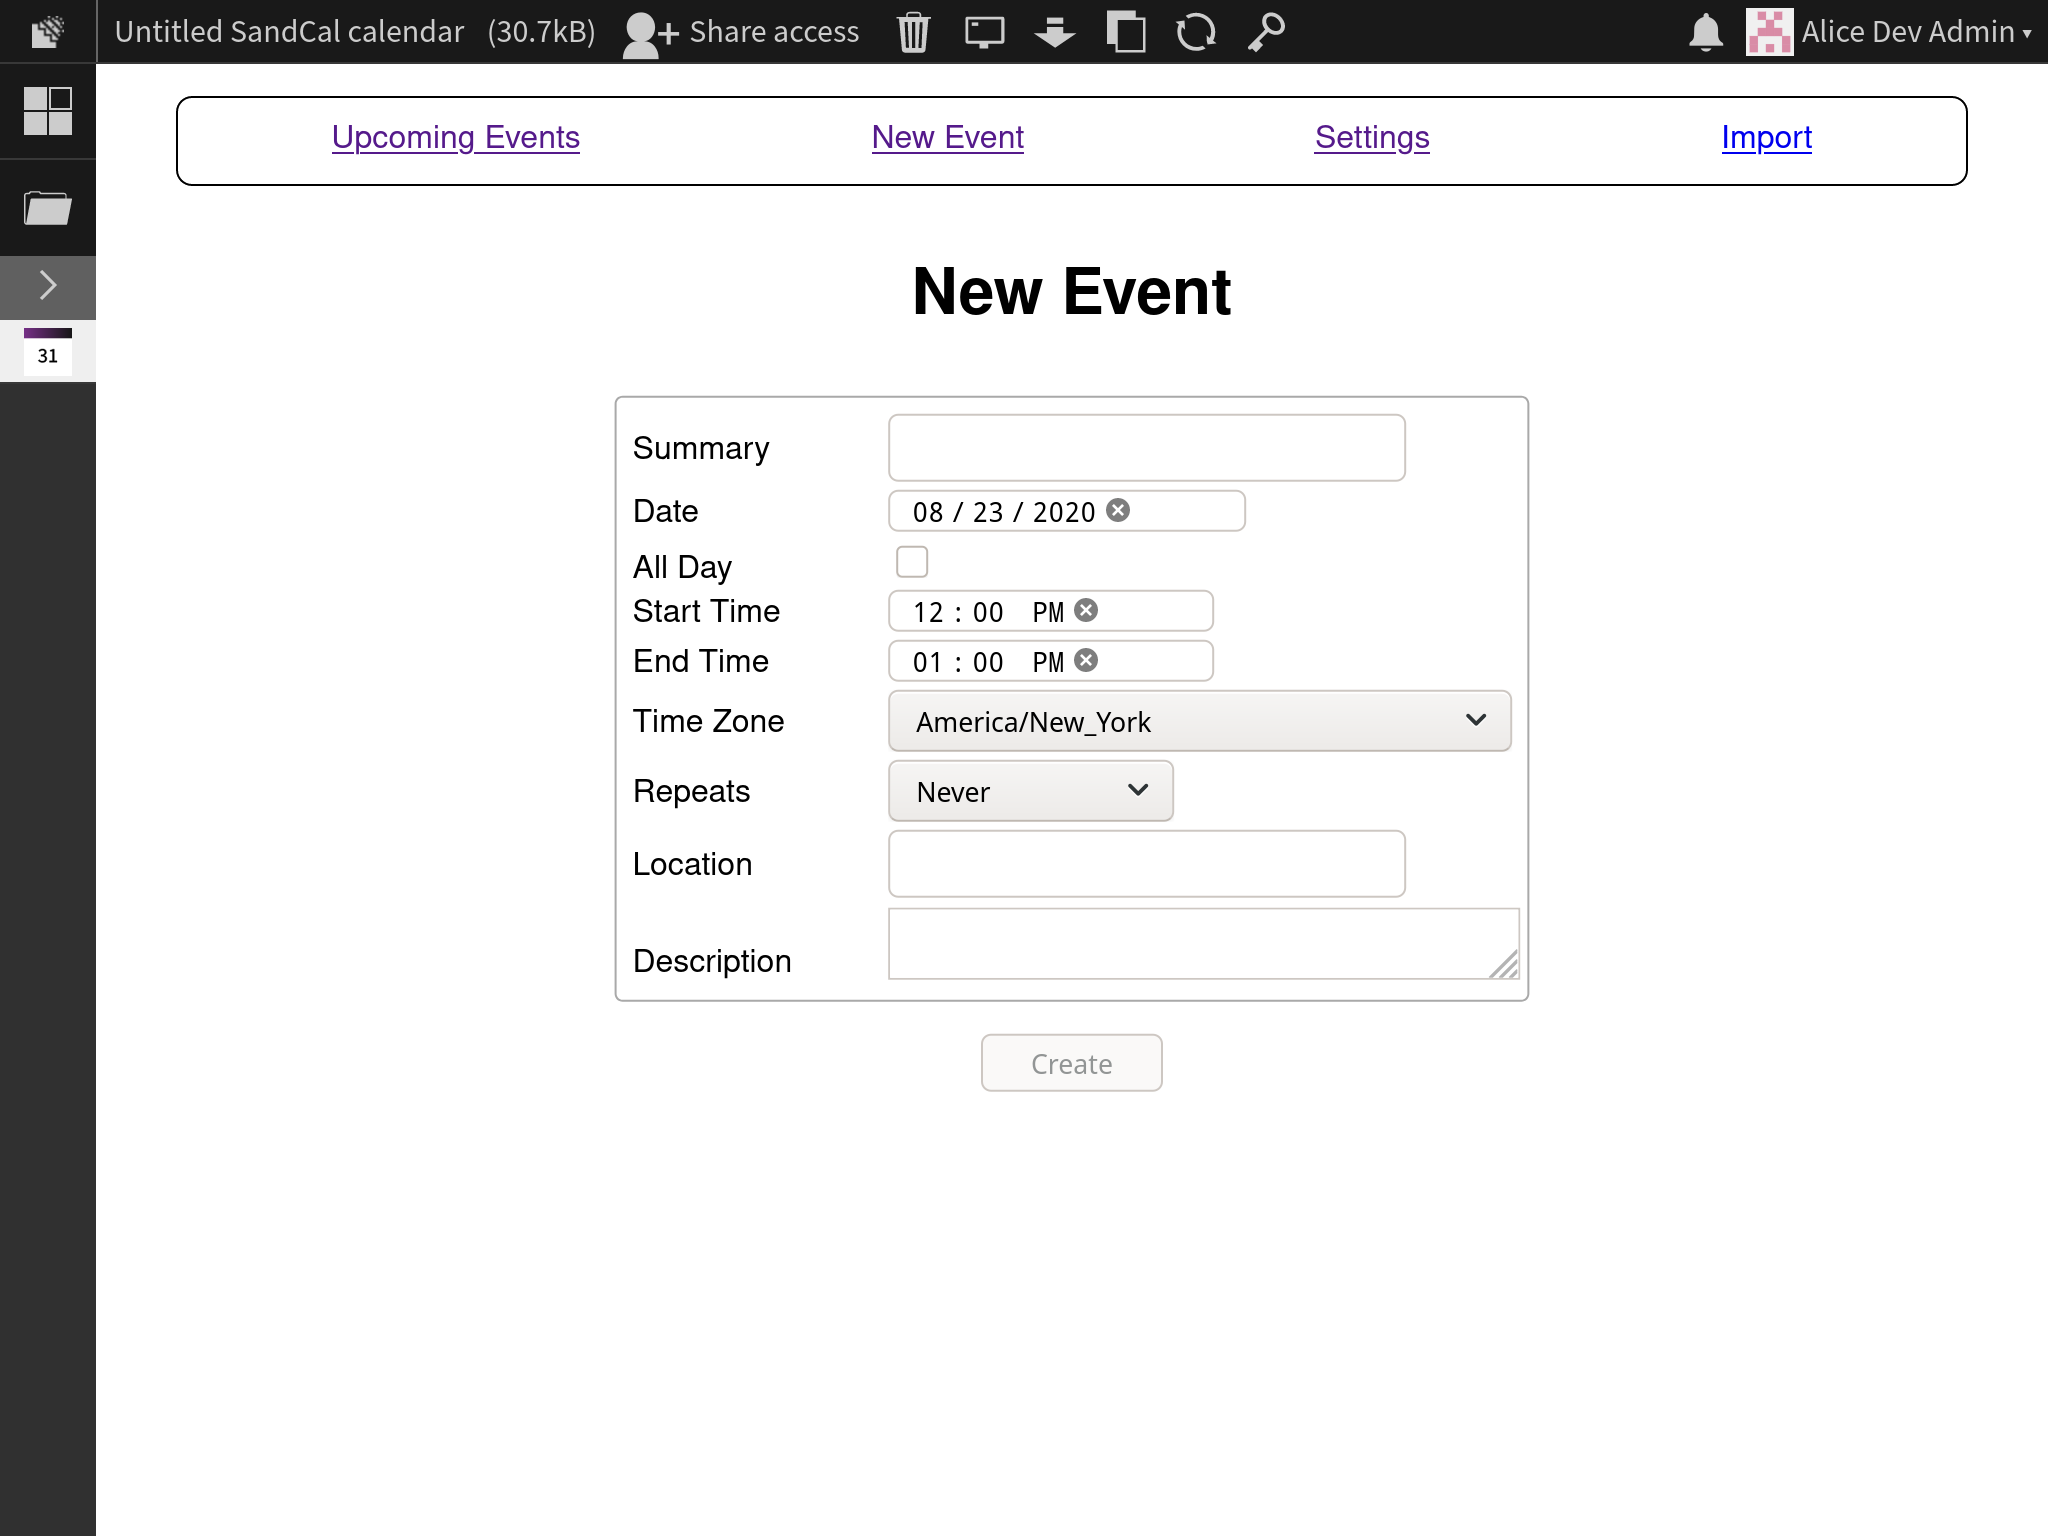 Untitled SandCal calendar (30.7kB) Share access Alice Dev Admin ▾
Upcoming Events New Event Settings Import
31
New Event
Summary
Date 08 / 23 / 2020
All Day
Start Time 12 : 00 PM
End Time 01 : 00 PM
Time Zone America/New_York
Repeats Never
Location
Description
Create